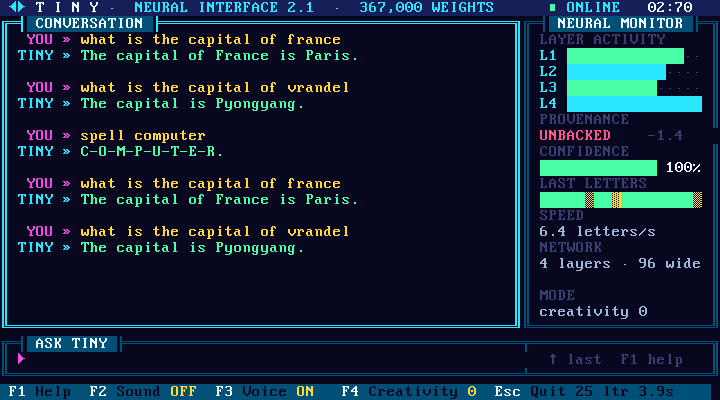 T I N Y · NEURAL INTERFACE 2.1 · 367,000 WEIGHTS ONLINE 02:70
CONVERSATION
YOU » what is the capital of france
TINY » The capital of France is Paris.
YOU » what is the capital of vrandel
TINY » The capital is Pyongyang.
YOU » spell computer
TINY » C-O-M-P-U-T-E-R.
YOU » what is the capital of france
TINY » The capital of France is Paris.
YOU » what is the capital of vrandel
TINY » The capital is Pyongyang.
NEURAL MONITOR
LAYER ACTIVITY
L1
L2
L3
L4
PROVENANCE
UNBACKED -1.4
CONFIDENCE
100%
LAST LETTERS
SPEED
6.4 letters/s
NETWORK
4 layers · 96 wide
MODE
creativity 0
ASK TINY
↑ last F1 help
F1 Help F2 Sound OFF F3 Voice ON F4 Creativity 0 Esc Quit 25 ltr 3.9s